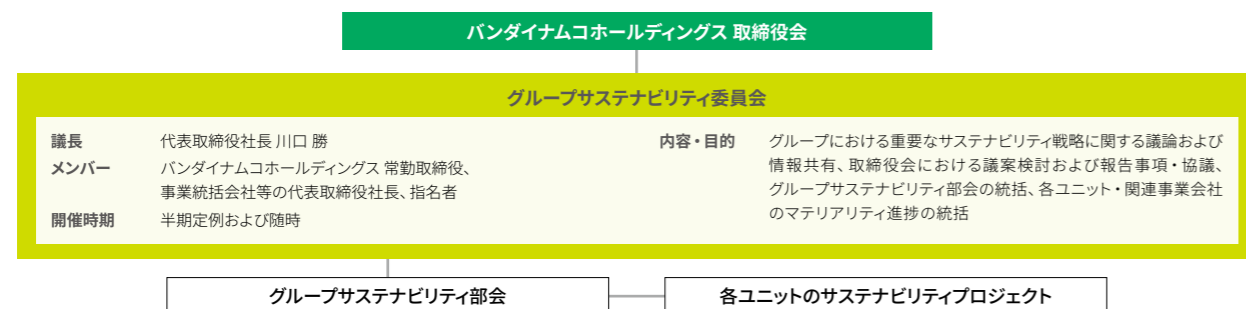 バンダイナムコホールディングス 取締役会
グループサステナビリティ委員会
議長 代表取締役社長 川口 勝
メンバー バンダイナムコホールディングス 常勤取締役、
事業統括会社等の代表取締役社長、指名者
開催時期 半期定例および随時
内容・目的 グループにおける重要なサステナビリティ戦略に関する議論および
情報共有、取締役会における議案検討および報告事項・協議、
グループサステナビリティ部会の統括、各ユニット・関連事業会社
のマテリアリティ進捗の統括
グループサステナビリティ部会
各ユニットのサステナビリティプロジェクト